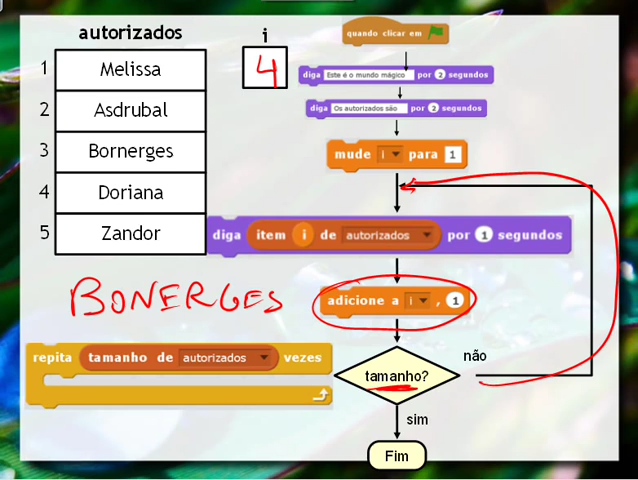 autorizados
i
quando clicar em
1 Melissa
4
diga Este é o mundo mágico por 2 segundos
2 Asdrubal
diga Os autorizados são por 2 segundos
3 Bornerges
mude i para 1
4 Doriana
5 Zandor
diga item i de autorizados por 1 segundos
BONERGES
adicione a i , 1
repita tamanho de autorizados vezes
tamanho?
não
sim
Fim